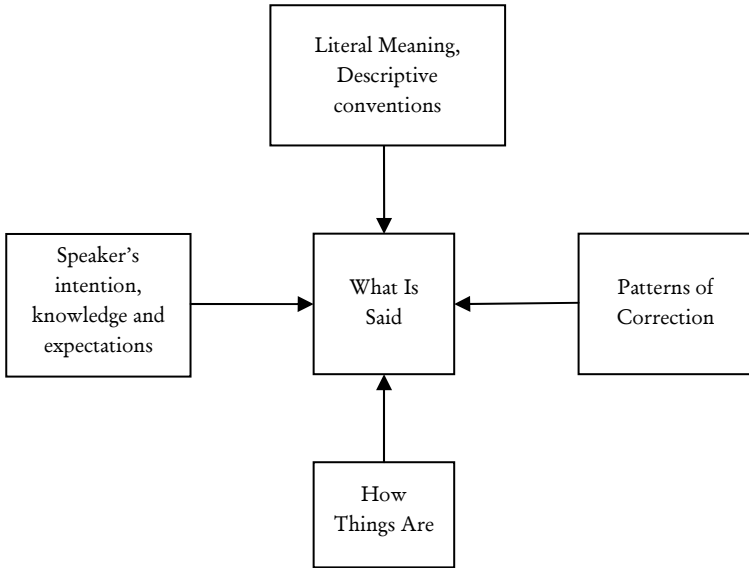 Literal Meaning,
Descriptive
conventions
Speaker’s
intention,
knowledge and
expectations
What Is
Said
Patterns of
Correction
How
Things Are